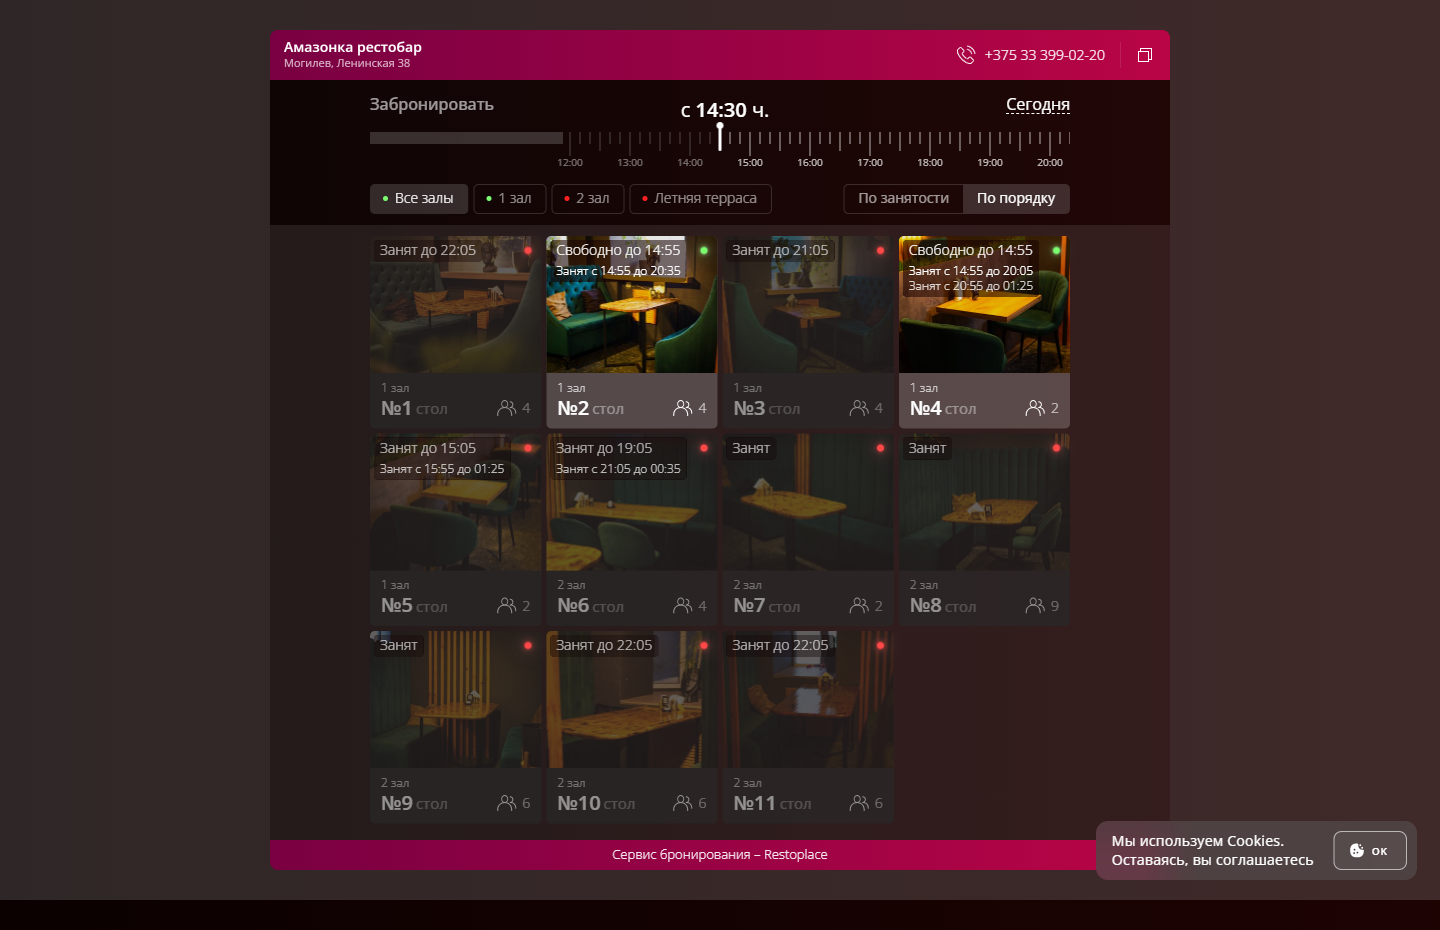 Амазонка рестобар
Могилев, Ленинская 38
+375 33 399-02-20
Забронировать
с 14:30 ч.
Сегодня
12:00 13:00 14:00 15:00 16:00 17:00 18:00 19:00 20:00
Все залы 1 зал 2 зал Летняя терраса По занятости По порядку
Занят до 22:05
1 зал
№1 стол 4
Свободно до 14:55
Занят с 14:55 до 20:35
1 зал
№2 стол 4
Занят до 21:05
1 зал
№3 стол 4
Свободно до 14:55
Занят с 14:55 до 20:05
Занят с 20:55 до 01:25
1 зал
№4 стол 2
Занят до 15:05
Занят с 15:55 до 01:25
1 зал
№5 стол 2
Занят до 19:05
Занят с 21:05 до 00:35
2 зал
№6 стол 4
Занят
2 зал
№7 стол 2
Занят
2 зал
№8 стол 9
Занят
2 зал
№9 стол 6
Занят до 22:05
2 зал
№10 стол 6
Занят до 22:05
2 зал
№11 стол 6
Сервис бронирования – Restoplace
Мы используем Cookies.
Оставаясь, вы соглашаетесь
ОК